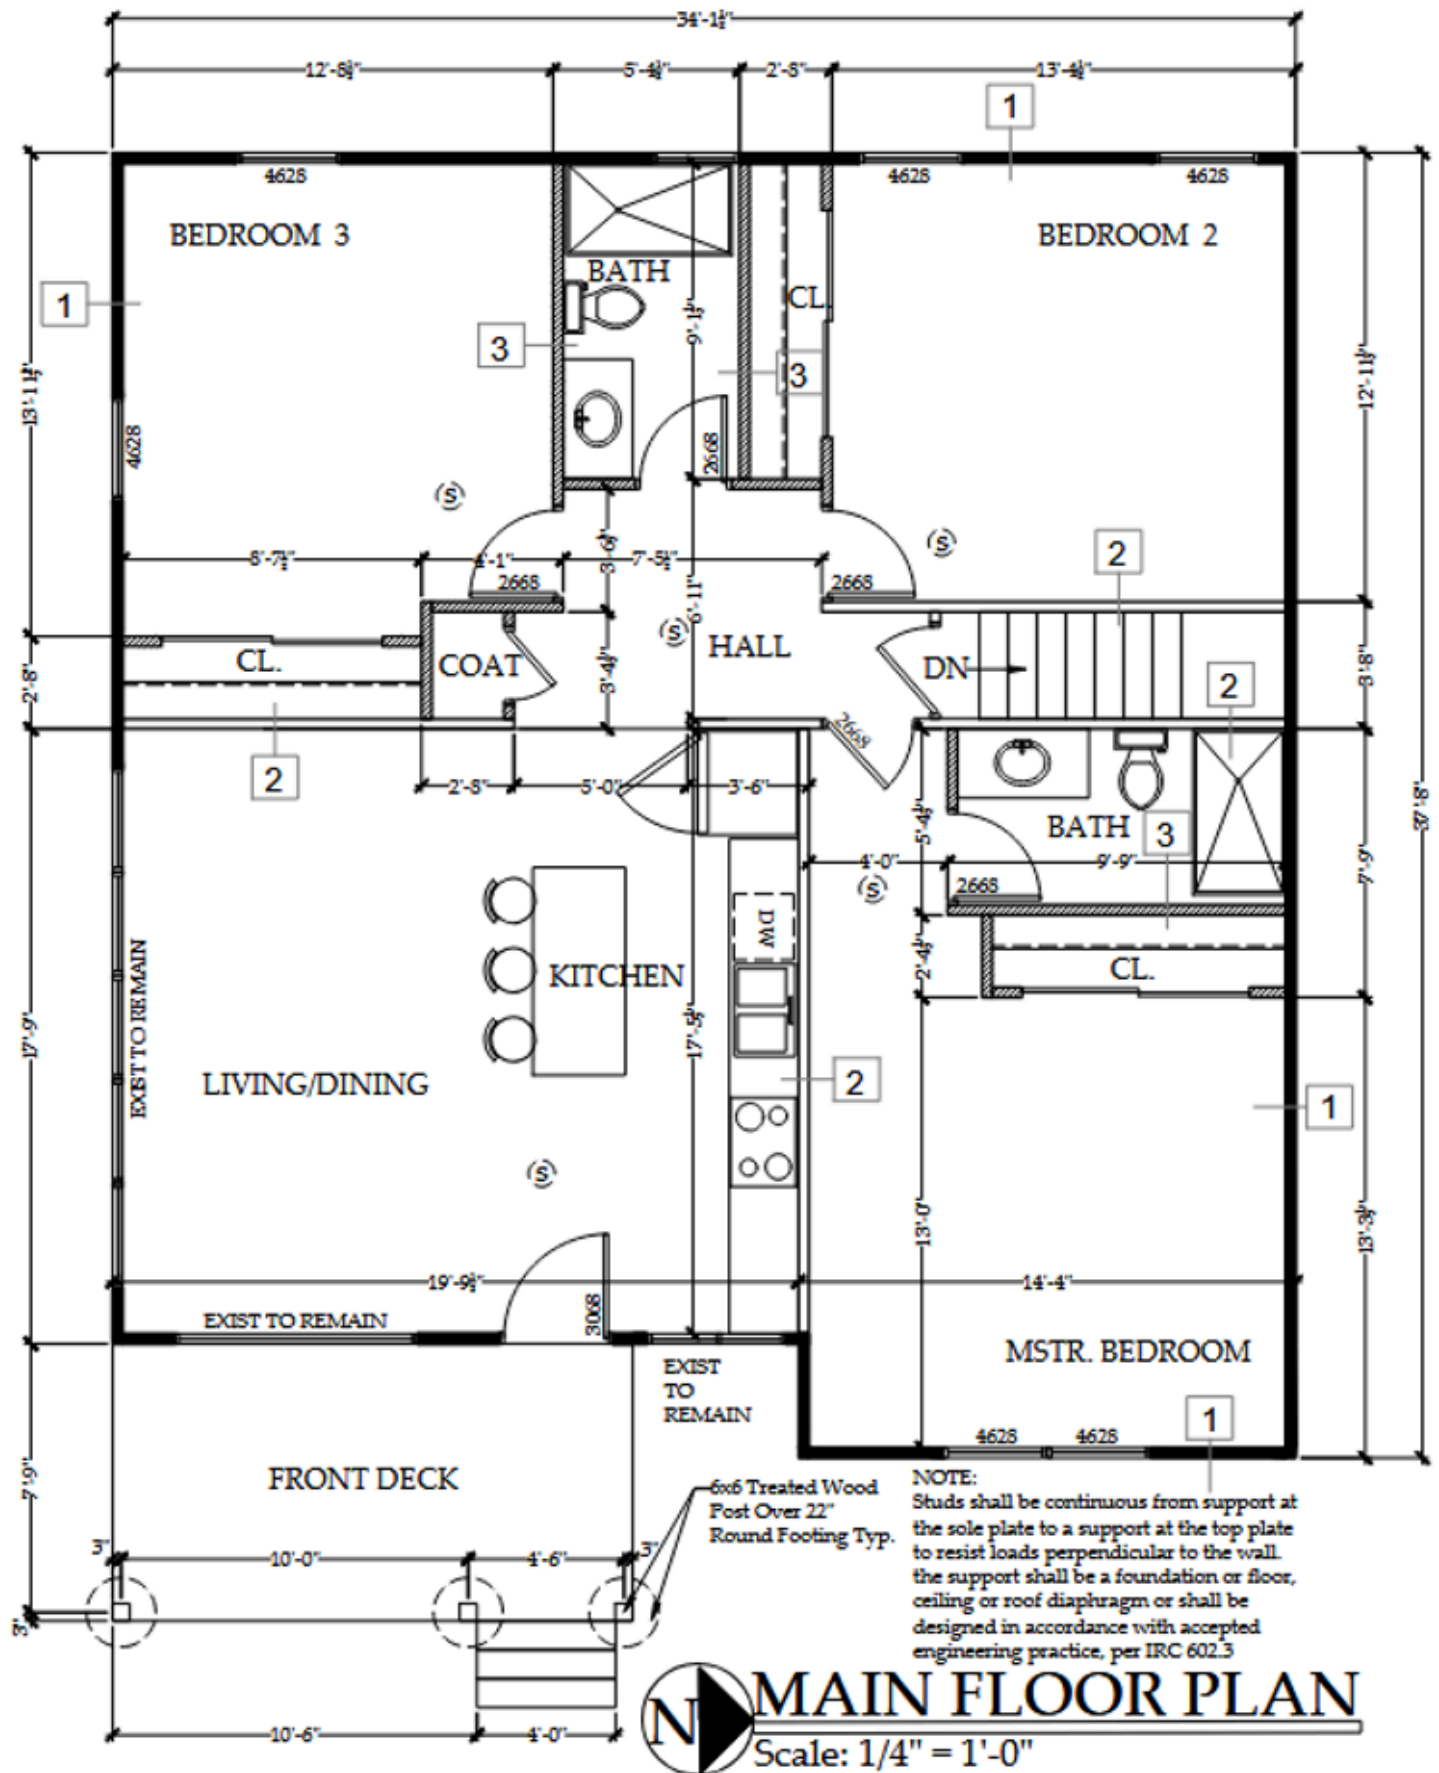 34'-1½"
12'-8½"
5'-4½"
2'-8"
13'-4½"
1
4628
4628
4628
BEDROOM 3
BEDROOM 2
BATH
CL.
1
3
3
9'-1½"
13'-11½"
12'-11½"
4628
2668
S
S
8'-7½"
4'-1"
3'-6½"
7'-5½"
2
2668
2668
6'-11"
S
HALL
CL.
COAT
DN
2'-8"
3'-4½"
3'-8"
2
2668
2
2'-8"
5'-0"
3'-6"
37'-8"
5'-4½"
BATH
3
4'-0"
9'-9"
7'-9"
S
2668
DW
2'-4½"
CL.
KITCHEN
EXIST TO REMAIN
17'-9"
17'-5½"
LIVING/DINING
2
1
S
13'-0"
13'-3½"
19'-9½"
14'-4"
3068
EXIST TO REMAIN
MSTR. BEDROOM
EXIST
TO
REMAIN
1
4628
4628
FRONT DECK
7'-9"
6x6 Treated Wood
Post Over 22"
Round Footing Typ.
NOTE:
Studs shall be continuous from support at
the sole plate to a support at the top plate
to resist loads perpendicular to the wall.
the support shall be a foundation or floor,
ceiling or roof diaphragm or shall be
designed in accordance with accepted
engineering practice, per IRC 602.3
3"
10'-0"
4'-6"
3"
3"
10'-6"
4'-0"
N
MAIN FLOOR PLAN
Scale: 1/4" = 1'-0"